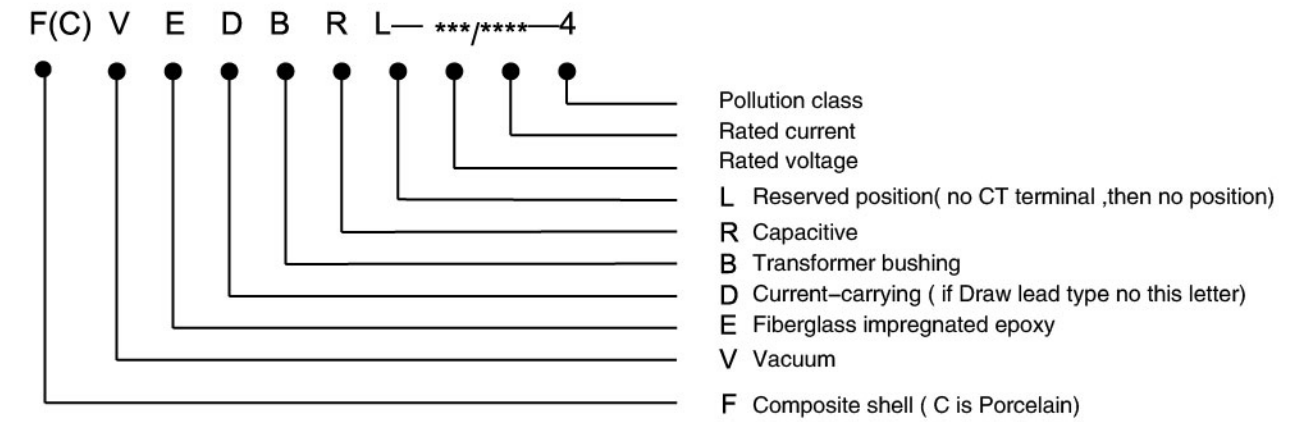 F(C) V E D B R L— ***/****—4
Pollution class
Rated current
Rated voltage
L Reserved position( no CT terminal ,then no position)
R Capacitive
B Transformer bushing
D Current–carrying ( if Draw lead type no this letter)
E Fiberglass impregnated epoxy
V Vacuum
F Composite shell ( C is Porcelain)